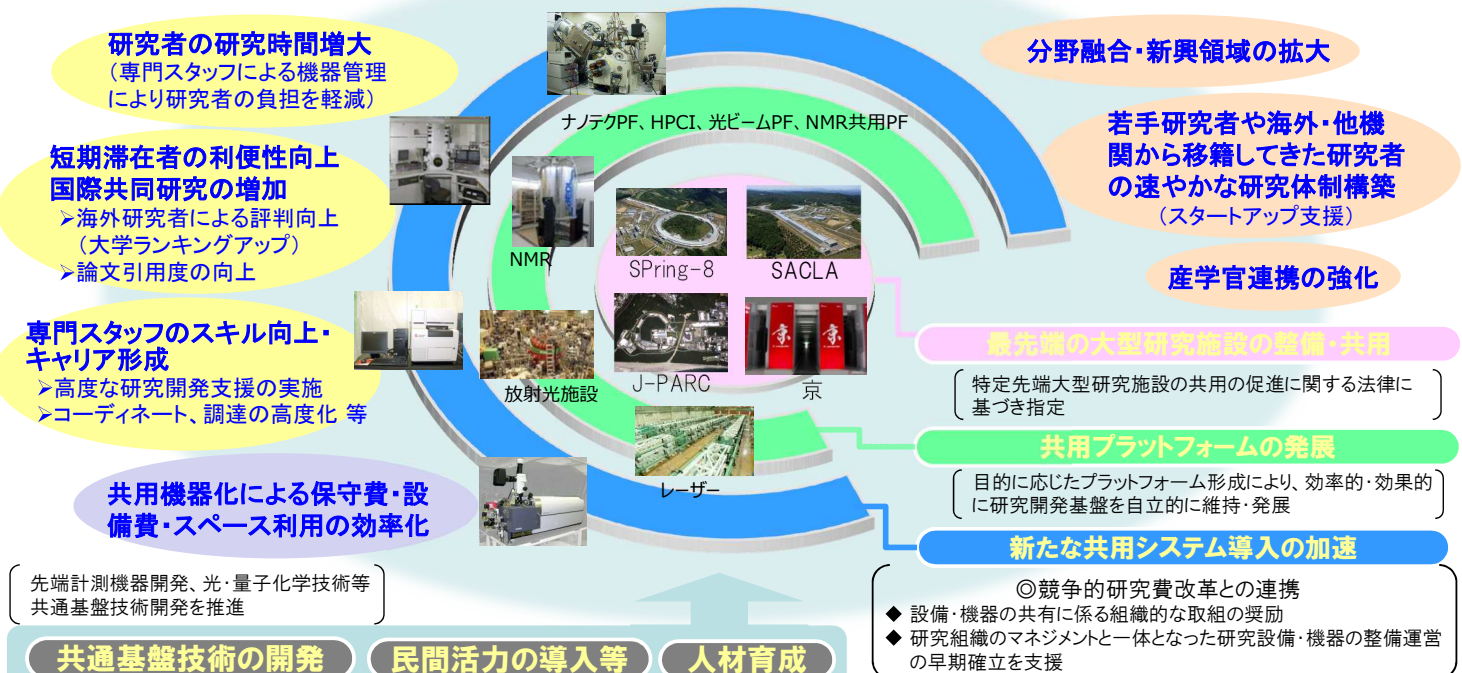 研究者の研究時間増大
（専門スタッフによる機器管理
により研究者の負担を軽減）
短期滞在者の利便性向上
国際共同研究の増加
➢海外研究者による評判向上
（大学ランキングアップ）
➢論文引用度の向上
専門スタッフのスキル向上・
キャリア形成
➢高度な研究開発支援の実施
➢コーディネート、調達の高度化 等
共用機器化による保守費・設
備費・スペース利用の効率化
先端計測機器開発、光・量子化学技術等
共通基盤技術開発を推進
共通基盤技術の開発
民間活力の導入等
人材育成
ナノテクPF、HPCI、光ビームPF、NMR共用PF
NMR
SPring-8
SACLA
放射光施設
J-PARC
京
京
京
レーザー
分野融合・新興領域の拡大
若手研究者や海外・他機
関から移籍してきた研究者
の速やかな研究体制構築
（スタートアップ支援）
産学官連携の強化
最先端の大型研究施設の整備・共用
特定先端大型研究施設の共用の促進に関する法律に
基づき指定
共用プラットフォームの発展
目的に応じたプラットフォーム形成により、効率的・効果的
に研究開発基盤を自立的に維持・発展
新たな共用システム導入の加速
◎競争的研究費改革との連携
◆ 設備・機器の共有に係る組織的な取組の奨励
◆ 研究組織のマネジメントと一体となった研究設備・機器の整備運営
の早期確立を支援